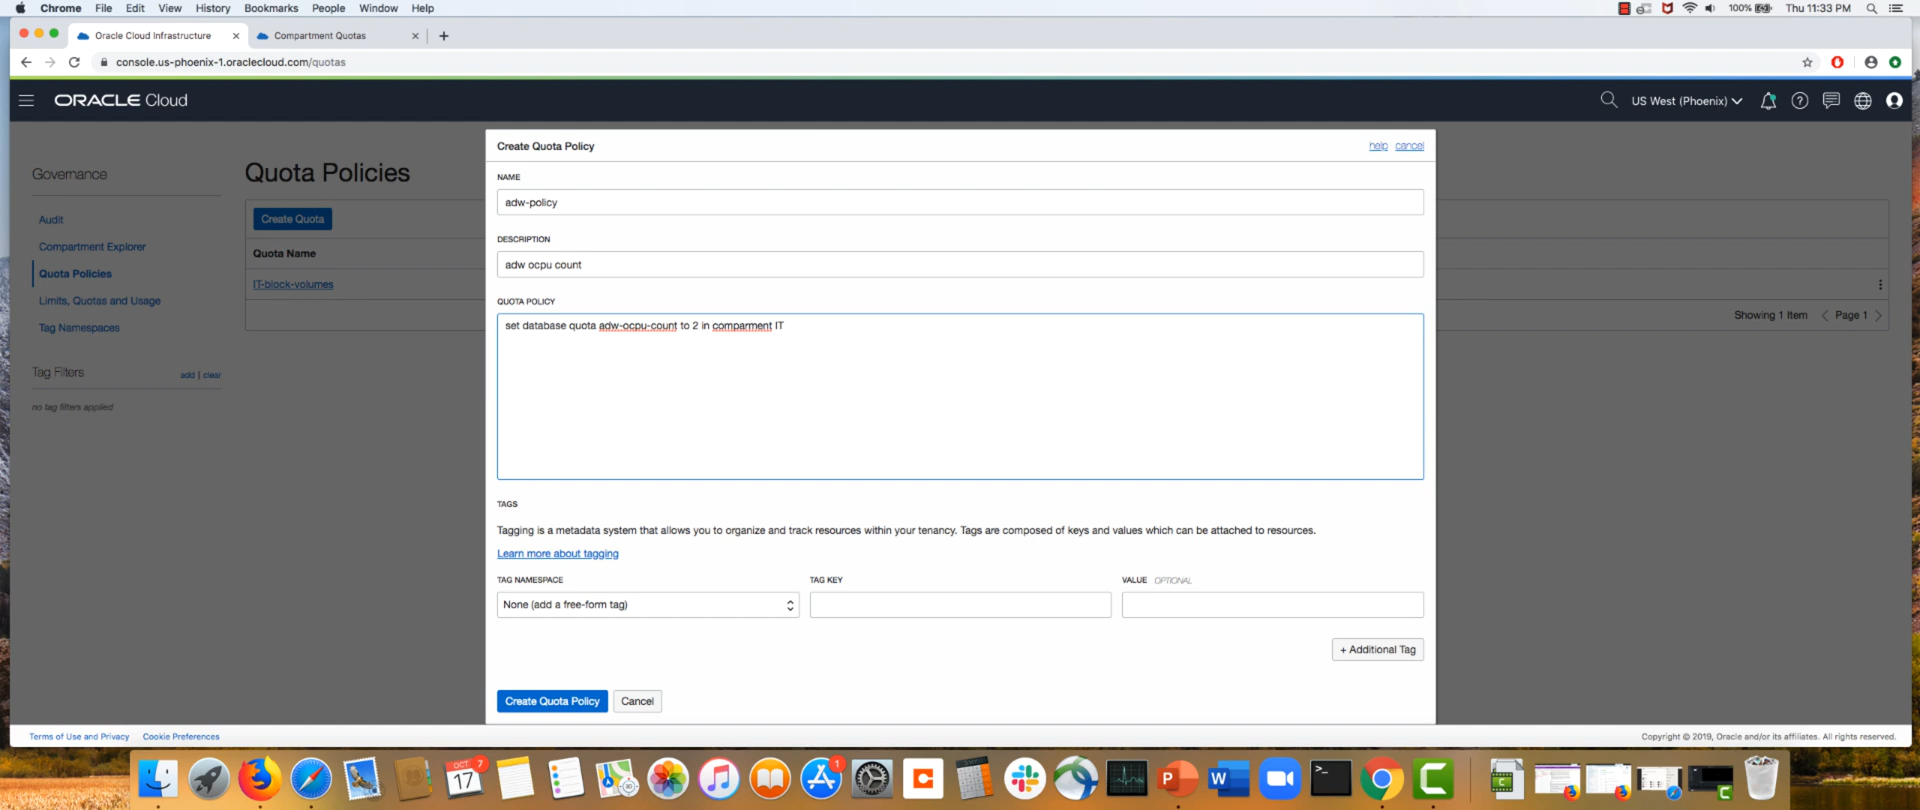 Chrome File Edit View History Bookmarks People Window Help 100% Thu 11:33 PM
Oracle Cloud Infrastructure × Compartment Quotas × +
console.us-phoenix-1.oraclecloud.com/quotas
ORACLE Cloud US West (Phoenix)
Create Quota Policy help cancel
Governance
Audit
Compartment Explorer
Quota Policies
Limits, Quotas and Usage
Tag Namespaces
Tag Filters add | clear
no tag filters applied
Quota Policies
Create Quota
Quota Name
IT-block-volumes
NAME
adw-policy
DESCRIPTION
adw ocpu count
QUOTA POLICY
set database quota adw-ocpu-count to 2 in comparment IT
TAGS
Tagging is a metadata system that allows you to organize and track resources within your tenancy. Tags are composed of keys and values which can be attached to resources.
Learn more about tagging
TAG NAMESPACE TAG KEY VALUE OPTIONAL
None (add a free-form tag)
+ Additional Tag
Create Quota Policy Cancel
Showing 1 Item < Page 1 >
Terms of Use and Privacy Cookie Preferences Copyright © 2019, Oracle and/or its affiliates. All rights reserved.
OCT 7
17
1